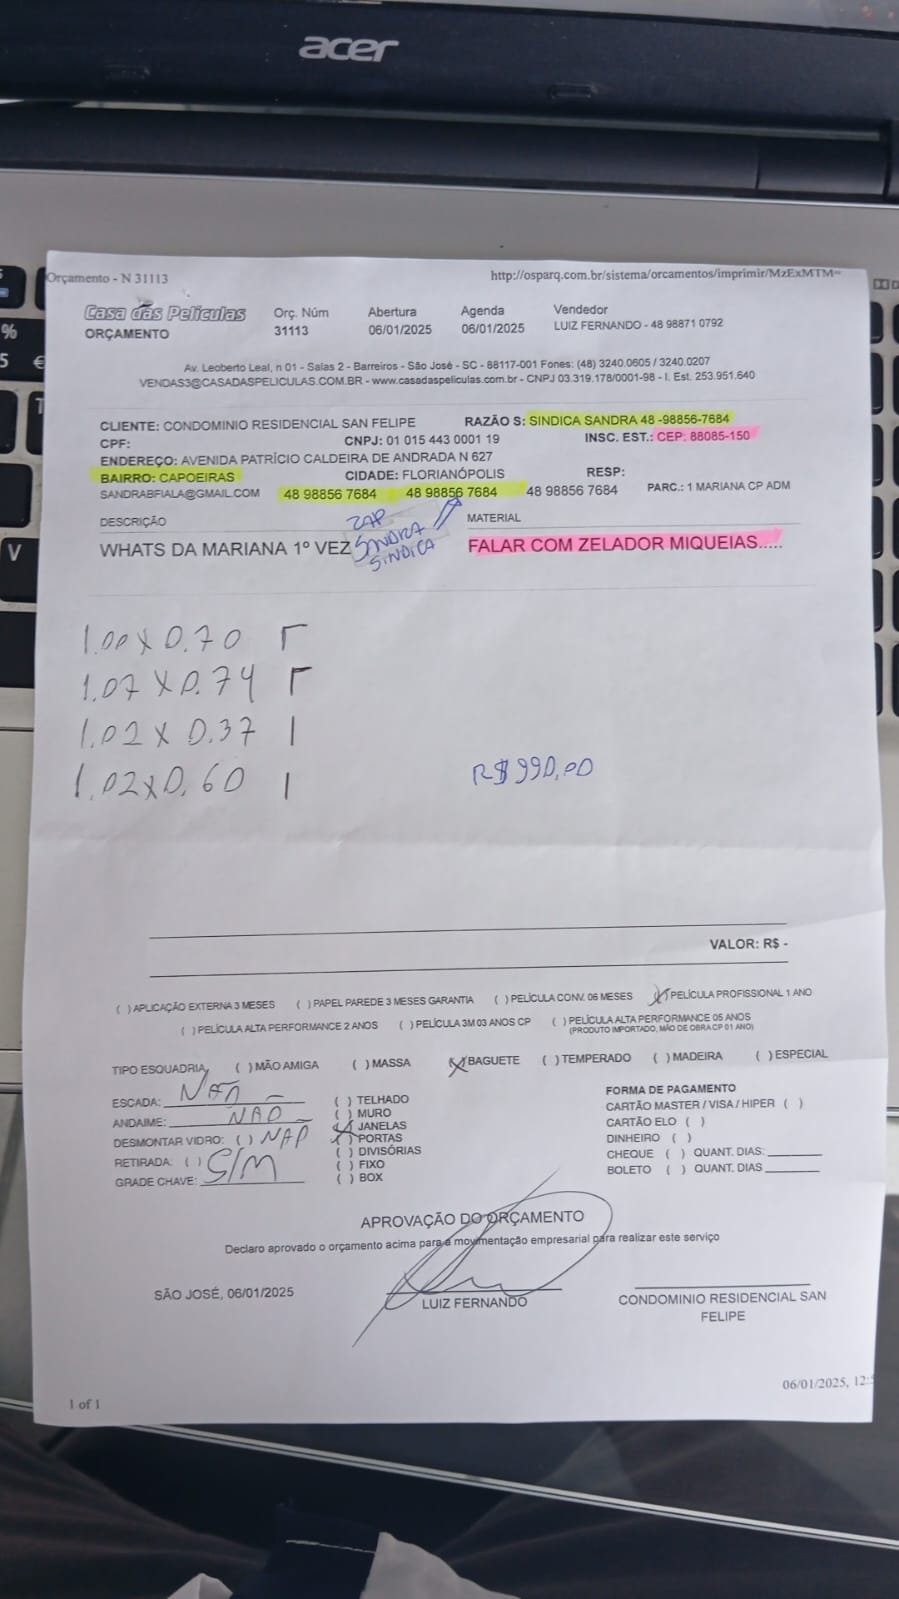 acer
Orçamento - N 31113 http://osparq.com.br/sistema/orcamentos/imprimir/MzExMTM=
Casa das Películas Orç. Núm Abertura Agenda Vendedor
ORÇAMENTO 31113 06/01/2025 06/01/2025 LUIZ FERNANDO - 48 98871 0792
Av. Leoberto Leal, n 01 - Salas 2 - Barreiros - São José - SC - 88117-001 Fones: (48) 3240.0605 / 3240.0207
VENDAS3@CASADASPELICULAS.COM.BR - www.casadaspeliculas.com.br - CNPJ 03.319.178/0001-98 - I. Est. 253.951.640
CLIENTE: CONDOMINIO RESIDENCIAL SAN FELIPE RAZÃO S: SINDICA SANDRA 48 -98856-7684
CPF: CNPJ: 01 015 443 0001 19 INSC. EST.: CEP: 88085-150
ENDEREÇO: AVENIDA PATRÍCIO CALDEIRA DE ANDRADA N 627
BAIRRO: CAPOEIRAS CIDADE: FLORIANÓPOLIS RESP:
SANDRABFIALA@GMAIL.COM 48 98856 7684 48 98856 7684 48 98856 7684 PARC.: 1 MARIANA CP ADM
DESCRIÇÃO ZAP MATERIAL
WHATS DA MARIANA 1º VEZ SANDRA FALAR COM ZELADOR MIQUEIAS.....
SINDICA
1.00 x 0.70 Γ
1.07 x 0.74 Γ
1.02 x 0.37 |
1.02 x 0.60 | R$ 990,00
VALOR: R$ -
( ) APLICAÇÃO EXTERNA 3 MESES ( ) PAPEL PAREDE 3 MESES GARANTIA ( ) PELÍCULA CONV. 06 MESES (X) PELÍCULA PROFISSIONAL 1 ANO
( ) PELÍCULA ALTA PERFORMANCE 2 ANOS ( ) PELÍCULA 3M 03 ANOS CP ( ) PELÍCULA ALTA PERFORMANCE 05 ANOS
(PRODUTO IMPORTADO, MÃO DE OBRA CP 01 ANO)
TIPO ESQUADRIA ( ) MÃO AMIGA ( ) MASSA (X) BAGUETE ( ) TEMPERADO ( ) MADEIRA ( ) ESPECIAL
ESCADA: NÃO ( ) TELHADO FORMA DE PAGAMENTO
ANDAIME: NÃO ( ) MURO CARTÃO MASTER / VISA / HIPER ( )
(X) JANELAS CARTÃO ELO ( )
DESMONTAR VIDRO: ( ) NÃO (X) PORTAS DINHEIRO ( )
RETIRADA: ( ) SIM ( ) DIVISÓRIAS CHEQUE ( ) QUANT. DIAS:
GRADE CHAVE: ( ) FIXO BOLETO ( ) QUANT. DIAS
( ) BOX
APROVAÇÃO DO ORÇAMENTO
Declaro aprovado o orçamento acima para a movimentação empresarial para realizar este serviço
SÃO JOSÉ, 06/01/2025 LUIZ FERNANDO CONDOMINIO RESIDENCIAL SAN
FELIPE
06/01/2025, 12:
1 of 1